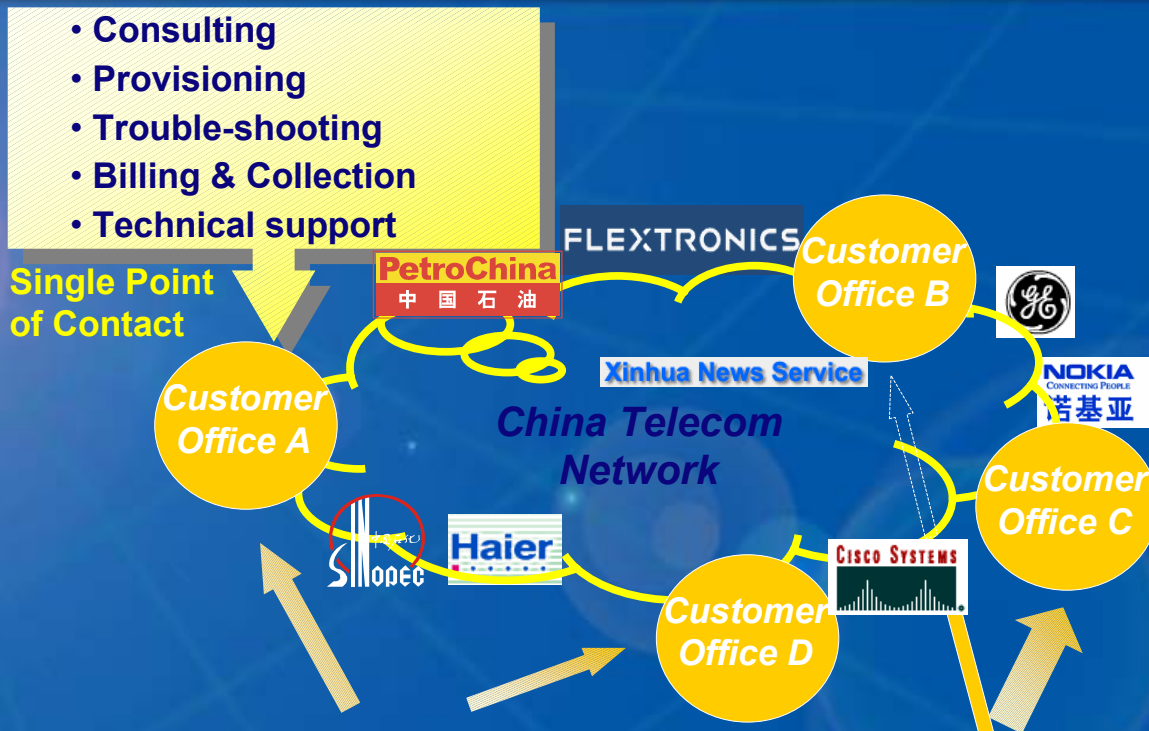 • Consulting
• Provisioning
• Trouble-shooting
• Billing & Collection
• Technical support
Single Point
of Contact
PetroChina
中国石油
FLEXTRONICS
Customer
Office B
GE
NOKIA
CONNECTING PEOPLE
诺基亚
Xinhua News Service
Customer
Office A
China Telecom
Network
Customer
Office C
SINOPEC
Haier
CISCO SYSTEMS
Customer
Office D